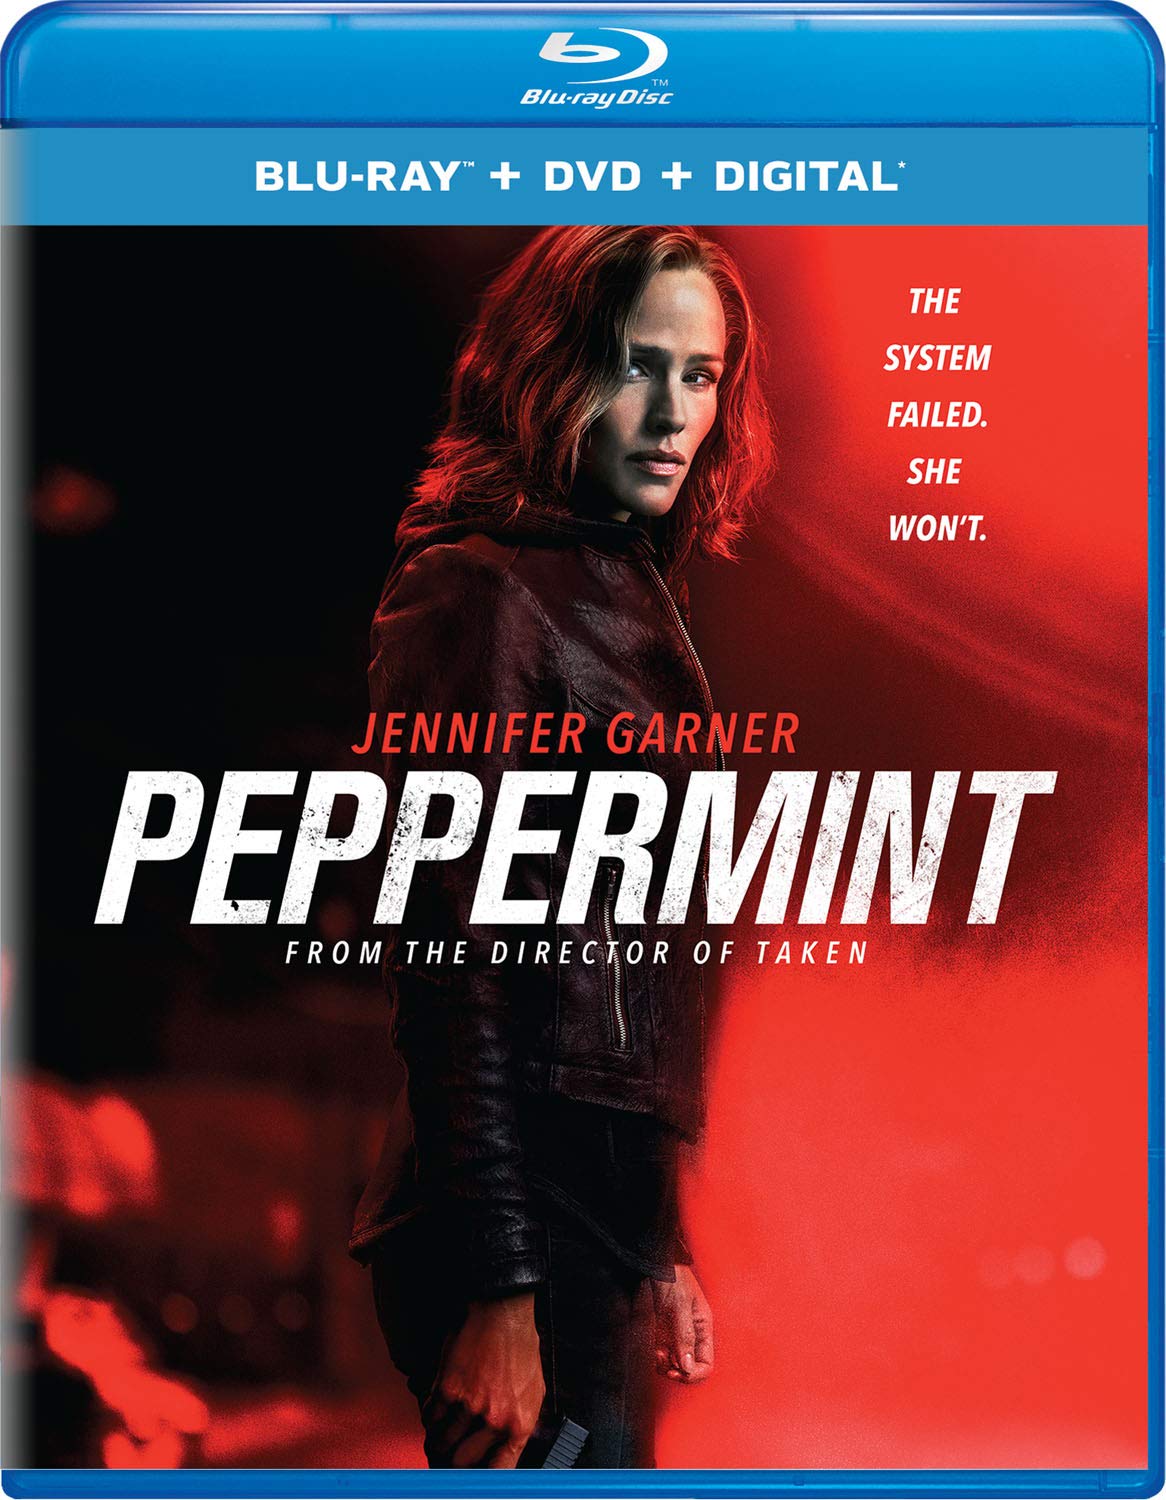 Blu-ray Disc™
BLU-RAY™ + DVD + DIGITAL*
THE
SYSTEM
FAILED.
SHE
WON'T.
JENNIFER GARNER
PEPPERMINT
FROM THE DIRECTOR OF TAKEN